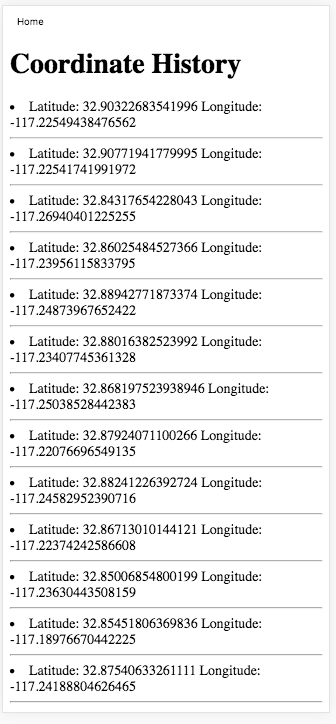 Home
Coordinate History
• Latitude: 32.90322683541996 Longitude:
-117.22549438476562
• Latitude: 32.90771941779995 Longitude:
-117.22541741991972
• Latitude: 32.84317654228043 Longitude:
-117.26940401225255
• Latitude: 32.86025484527366 Longitude:
-117.23956115833795
• Latitude: 32.88942771873374 Longitude:
-117.24873967652422
• Latitude: 32.88016382523992 Longitude:
-117.23407745361328
• Latitude: 32.868197523938946 Longitude:
-117.25038528442383
• Latitude: 32.87924071100266 Longitude:
-117.22076696549135
• Latitude: 32.88241226392724 Longitude:
-117.24582952390716
• Latitude: 32.86713010144121 Longitude:
-117.22374242586608
• Latitude: 32.85006854800199 Longitude:
-117.23630443508159
• Latitude: 32.85451806369836 Longitude:
-117.18976670442225
• Latitude: 32.87540633261111 Longitude:
-117.24188804626465